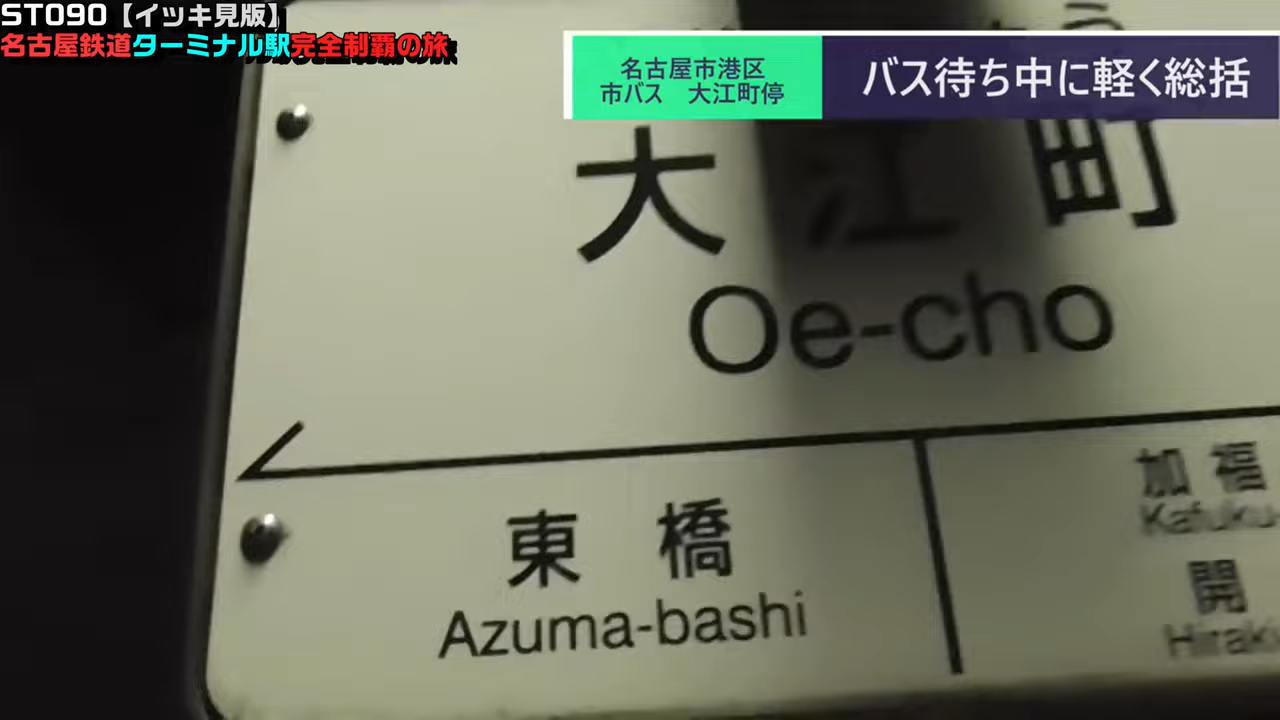 ST090【イッキ見版】
名古屋鉄道ターミナル駅完全制覇の旅
名古屋市港区
市バス　大江町停
バス待ち中に軽く総括
大江町
Oe-cho
東橋
Azuma-bashi
加福
Kafuku
開